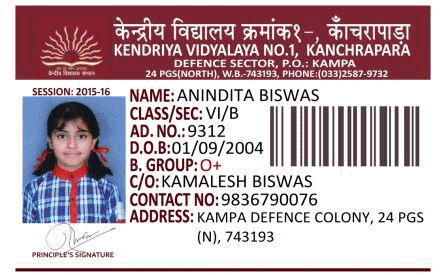 केन्द्रीय विद्यालय क्रमांक१-, काँचरापाड़ा
KENDRIYA VIDYALAYA NO.1, KANCHRAPARA
DEFENCE SECTOR, P.O.: KAMPA
24 PGS(NORTH), W.B.-743193, PHONE:(033)2587-9732
केन्द्रीय विद्यालय संगठन
SESSION: 2015-16
NAME: ANINDITA BISWAS
CLASS/SEC: VI/B
AD. NO.: 9312
D.O.B: 01/09/2004
B. GROUP: O+
C/O: KAMALESH BISWAS
CONTACT NO: 9836790076
ADDRESS: KAMPA DEFENCE COLONY, 24 PGS
(N), 743193
PRINCIPLE'S SIGNATURE